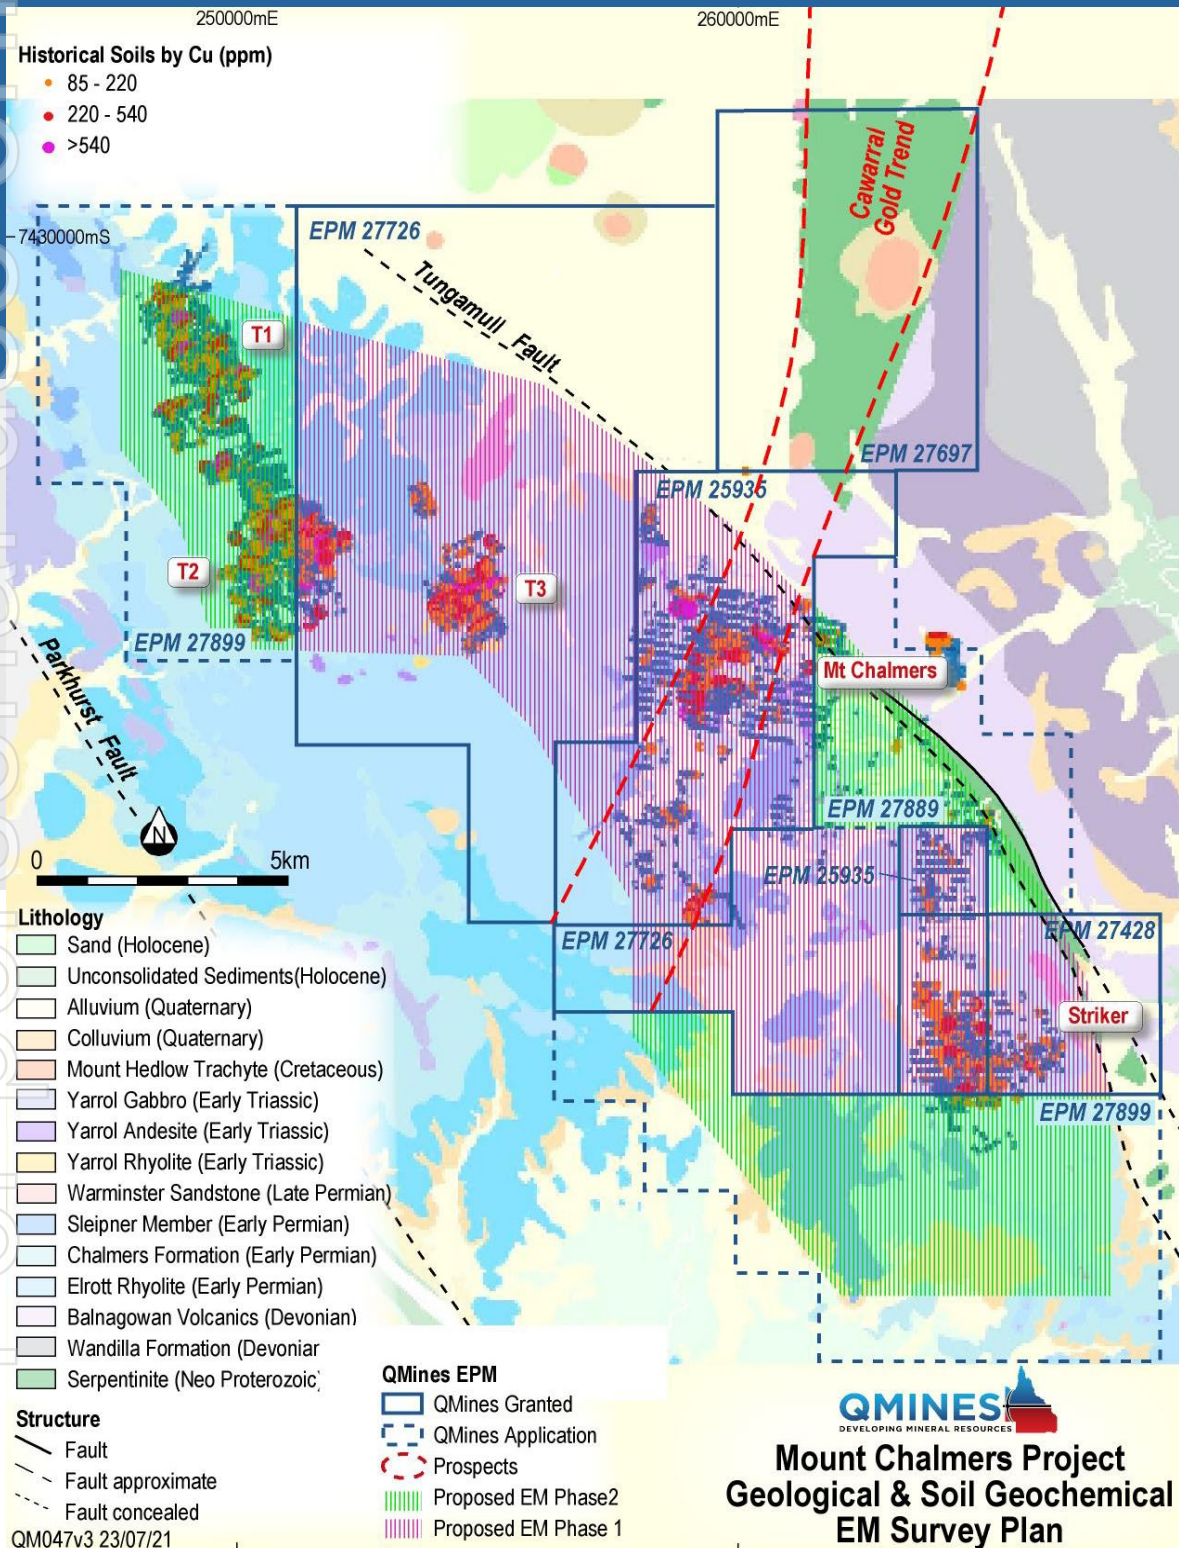 250000mE
260000mE
Historical Soils by Cu (ppm)
85 - 220
220 - 540
>540
Cawarral
Gold Trend
7430000mS
EPM 27726
Tungamull Fault
T1
EPM 27697
EPM 25935
T2
T3
EPM 27899
Parkhurst Fault
Mt Chalmers
N
0
5km
EPM 27889
EPM 25935
EPM 27726
EPM 27428
Striker
EPM 27899
Lithology
Sand (Holocene)
Unconsolidated Sediments(Holocene)
Alluvium (Quaternary)
Colluvium (Quaternary)
Mount Hedlow Trachyte (Cretaceous)
Yarrol Gabbro (Early Triassic)
Yarrol Andesite (Early Triassic)
Yarrol Rhyolite (Early Triassic)
Warminster Sandstone (Late Permian)
Sleipner Member (Early Permian)
Chalmers Formation (Early Permian)
Elrott Rhyolite (Early Permian)
Balnagowan Volcanics (Devonian)
Wandilla Formation (Devonian
Serpentinite (Neo Proterozoic)
Structure
Fault
Fault approximate
Fault concealed
QM047v3 23/07/21
QMines EPM
QMines Granted
QMines Application
Prospects
Proposed EM Phase2
Proposed EM Phase 1
QMINES
DEVELOPING MINERAL RESOURCES
Mount Chalmers Project
Geological & Soil Geochemical
EM Survey Plan